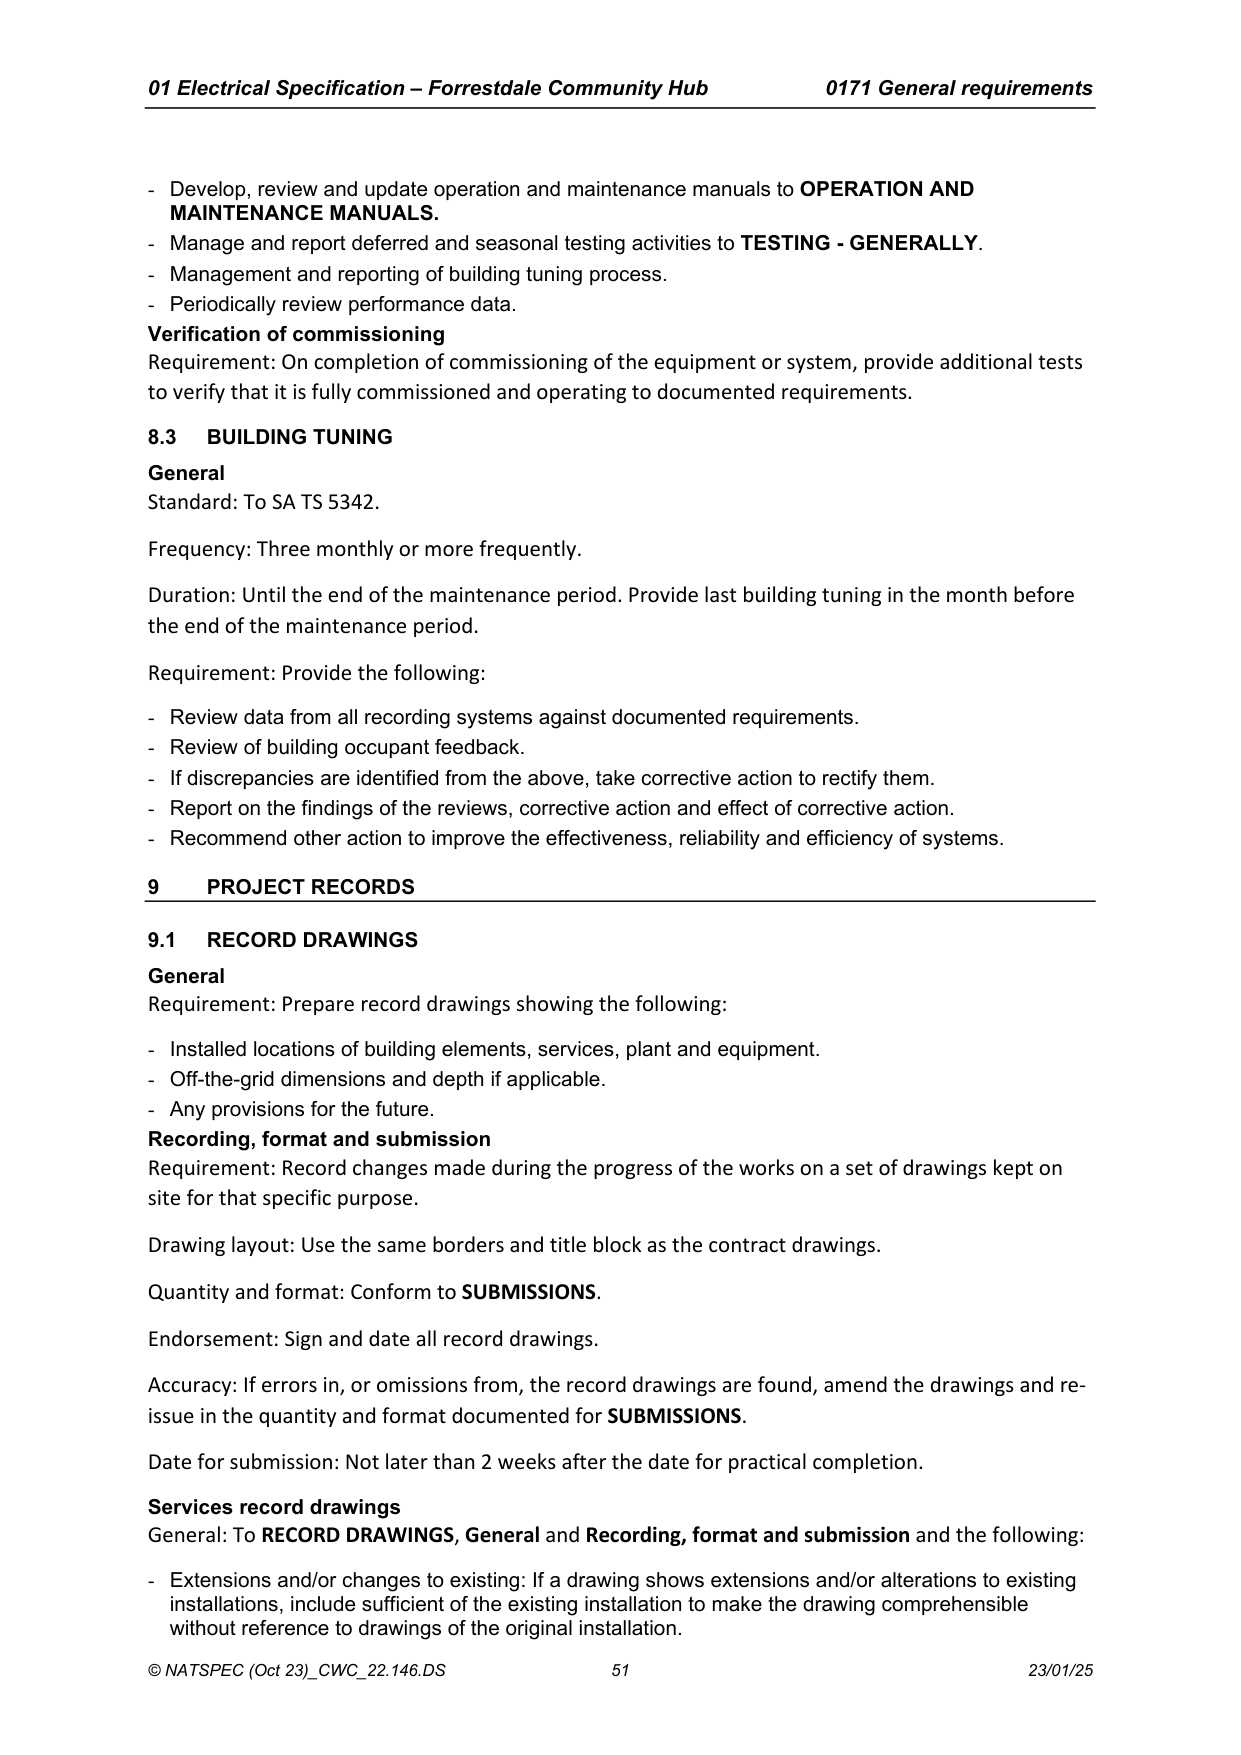 01 Electrical Specification – Forrestdale Community Hub 0171 General requirements
- Develop, review and update operation and maintenance manuals to OPERATION AND
MAINTENANCE MANUALS.
- Manage and report deferred and seasonal testing activities to TESTING - GENERALLY.
- Management and reporting of building tuning process.
- Periodically review performance data.
Verification of commissioning
Requirement: On completion of commissioning of the equipment or system, provide additional tests
to verify that it is fully commissioned and operating to documented requirements.
8.3 BUILDING TUNING
General
Standard: To SA TS 5342.
Frequency: Three monthly or more frequently.
Duration: Until the end of the maintenance period. Provide last building tuning in the month before
the end of the maintenance period.
Requirement: Provide the following:
- Review data from all recording systems against documented requirements.
- Review of building occupant feedback.
- If discrepancies are identified from the above, take corrective action to rectify them.
- Report on the findings of the reviews, corrective action and effect of corrective action.
- Recommend other action to improve the effectiveness, reliability and efficiency of systems.
9 PROJECT RECORDS
9.1 RECORD DRAWINGS
General
Requirement: Prepare record drawings showing the following:
- Installed locations of building elements, services, plant and equipment.
- Off-the-grid dimensions and depth if applicable.
- Any provisions for the future.
Recording, format and submission
Requirement: Record changes made during the progress of the works on a set of drawings kept on
site for that specific purpose.
Drawing layout: Use the same borders and title block as the contract drawings.
Quantity and format: Conform to SUBMISSIONS.
Endorsement: Sign and date all record drawings.
Accuracy: If errors in, or omissions from, the record drawings are found, amend the drawings and re-
issue in the quantity and format documented for SUBMISSIONS.
Date for submission: Not later than 2 weeks after the date for practical completion.
Services record drawings
General: To RECORD DRAWINGS, General and Recording, format and submission and the following:
- Extensions and/or changes to existing: If a drawing shows extensions and/or alterations to existing
installations, include sufficient of the existing installation to make the drawing comprehensible
without reference to drawings of the original installation.
© NATSPEC (Oct 23)_CWC_22.146.DS 51 23/01/25